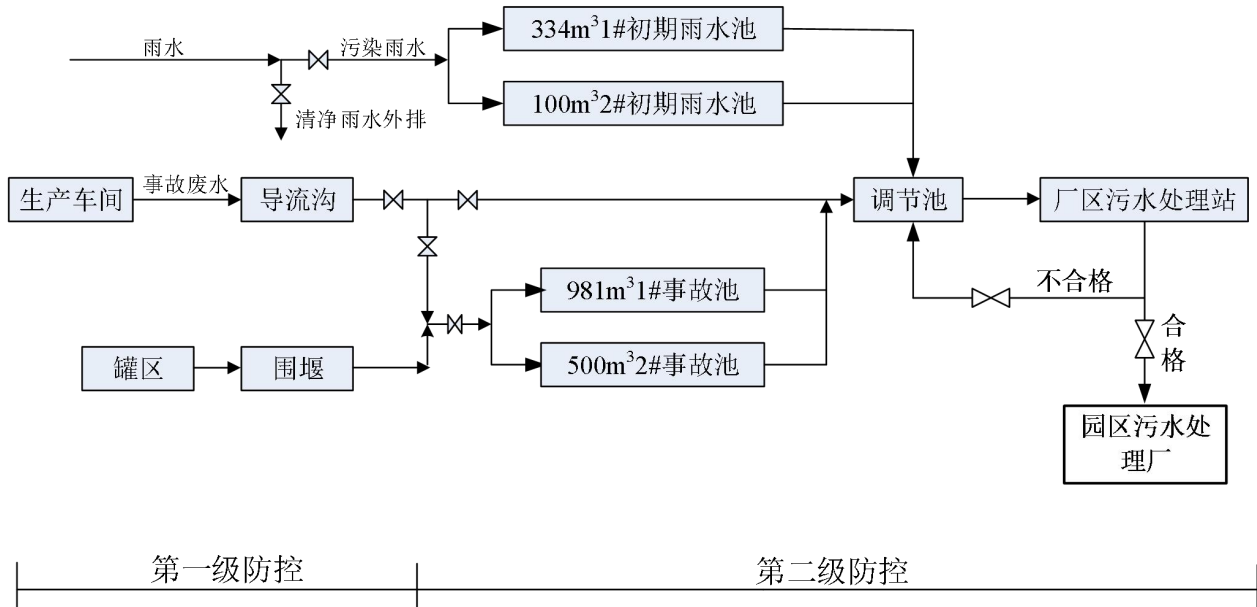 334m³1#初期雨水池
雨水
污染雨水
100m³2#初期雨水池
清净雨水外排
生产车间
事故废水
导流沟
调节池
厂区污水处理站
981m³1#事故池
不合格
合
格
罐区
围堰
500m³2#事故池
园区污水处
理厂
第一级防控
第二级防控